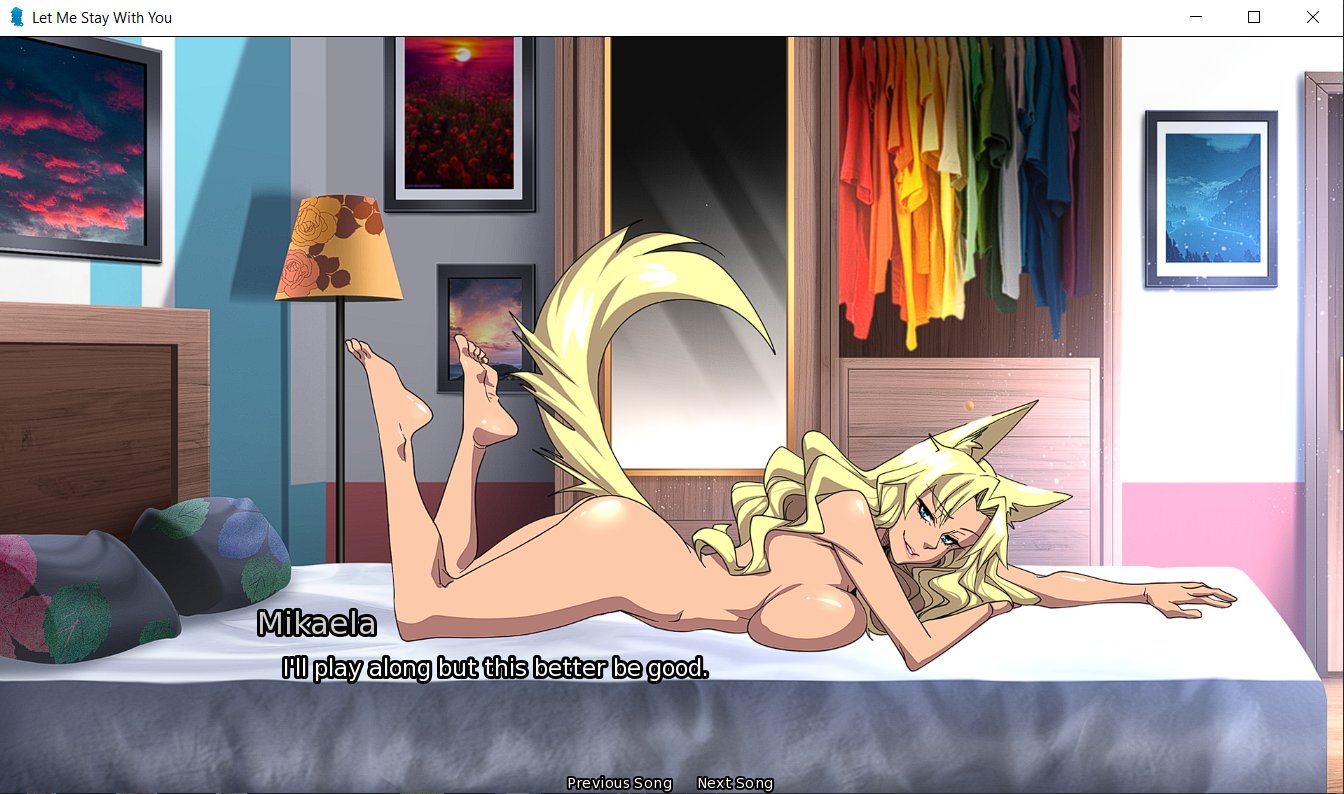 Let Me Stay With You
Mikaela
I'll play along but this better be good.
Previous Song Next Song